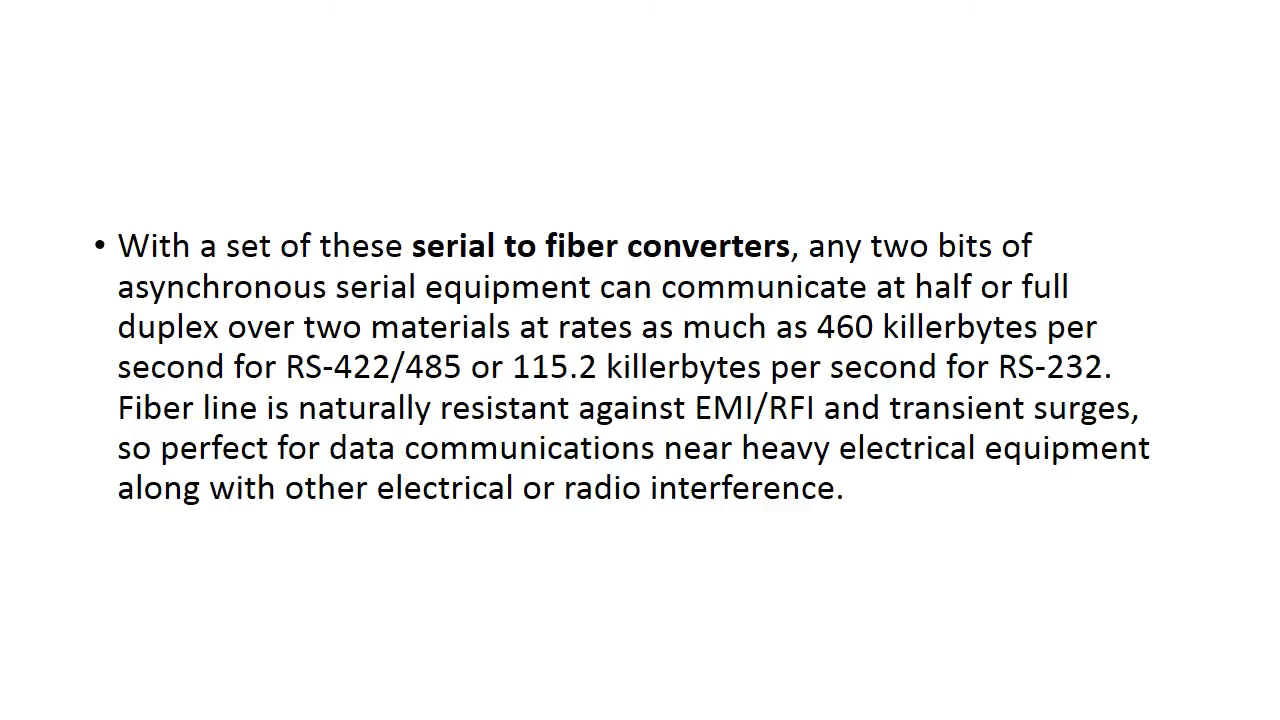 • With a set of these serial to fiber converters, any two bits of
asynchronous serial equipment can communicate at half or full
duplex over two materials at rates as much as 460 killerbytes per
second for RS-422/485 or 115.2 killerbytes per second for RS-232.
Fiber line is naturally resistant against EMI/RFI and transient surges,
so perfect for data communications near heavy electrical equipment
along with other electrical or radio interference.